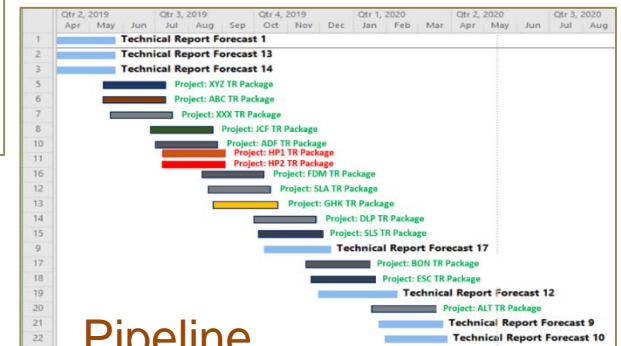 Qtr 2, 2019 Qtr 3, 2019 Qtr 4, 2019 Qtr 1, 2020 Qtr 2, 2020 Qtr 3, 2020
Apr May Jun Jul Aug Sep Oct Nov Dec Jan Feb Mar Apr May Jun Jul Aug
1 Technical Report Forecast 1
2 Technical Report Forecast 13
3 Technical Report Forecast 14
5 Project: XYZ TR Package
6 Project: ABC TR Package
7 Project: XXX TR Package
8 Project: JCF TR Package
10 Project: ADF TR Package
Project: HP1 TR Package
11 Project: HP2 TR Package
16 Project: FDM TR Package
12 Project: SLA TR Package
13 Project: GHK TR Package
14 Project: DLP TR Package
15 Project: SLS TR Package
9 Technical Report Forecast 17
17 Project: BON TR Package
18 Project: ESC TR Package
19 Technical Report Forecast 12
20 Project: ALT TR Package
21 Technical Report Forecast 9
22 Technical Report Forecast 10
Pipeline